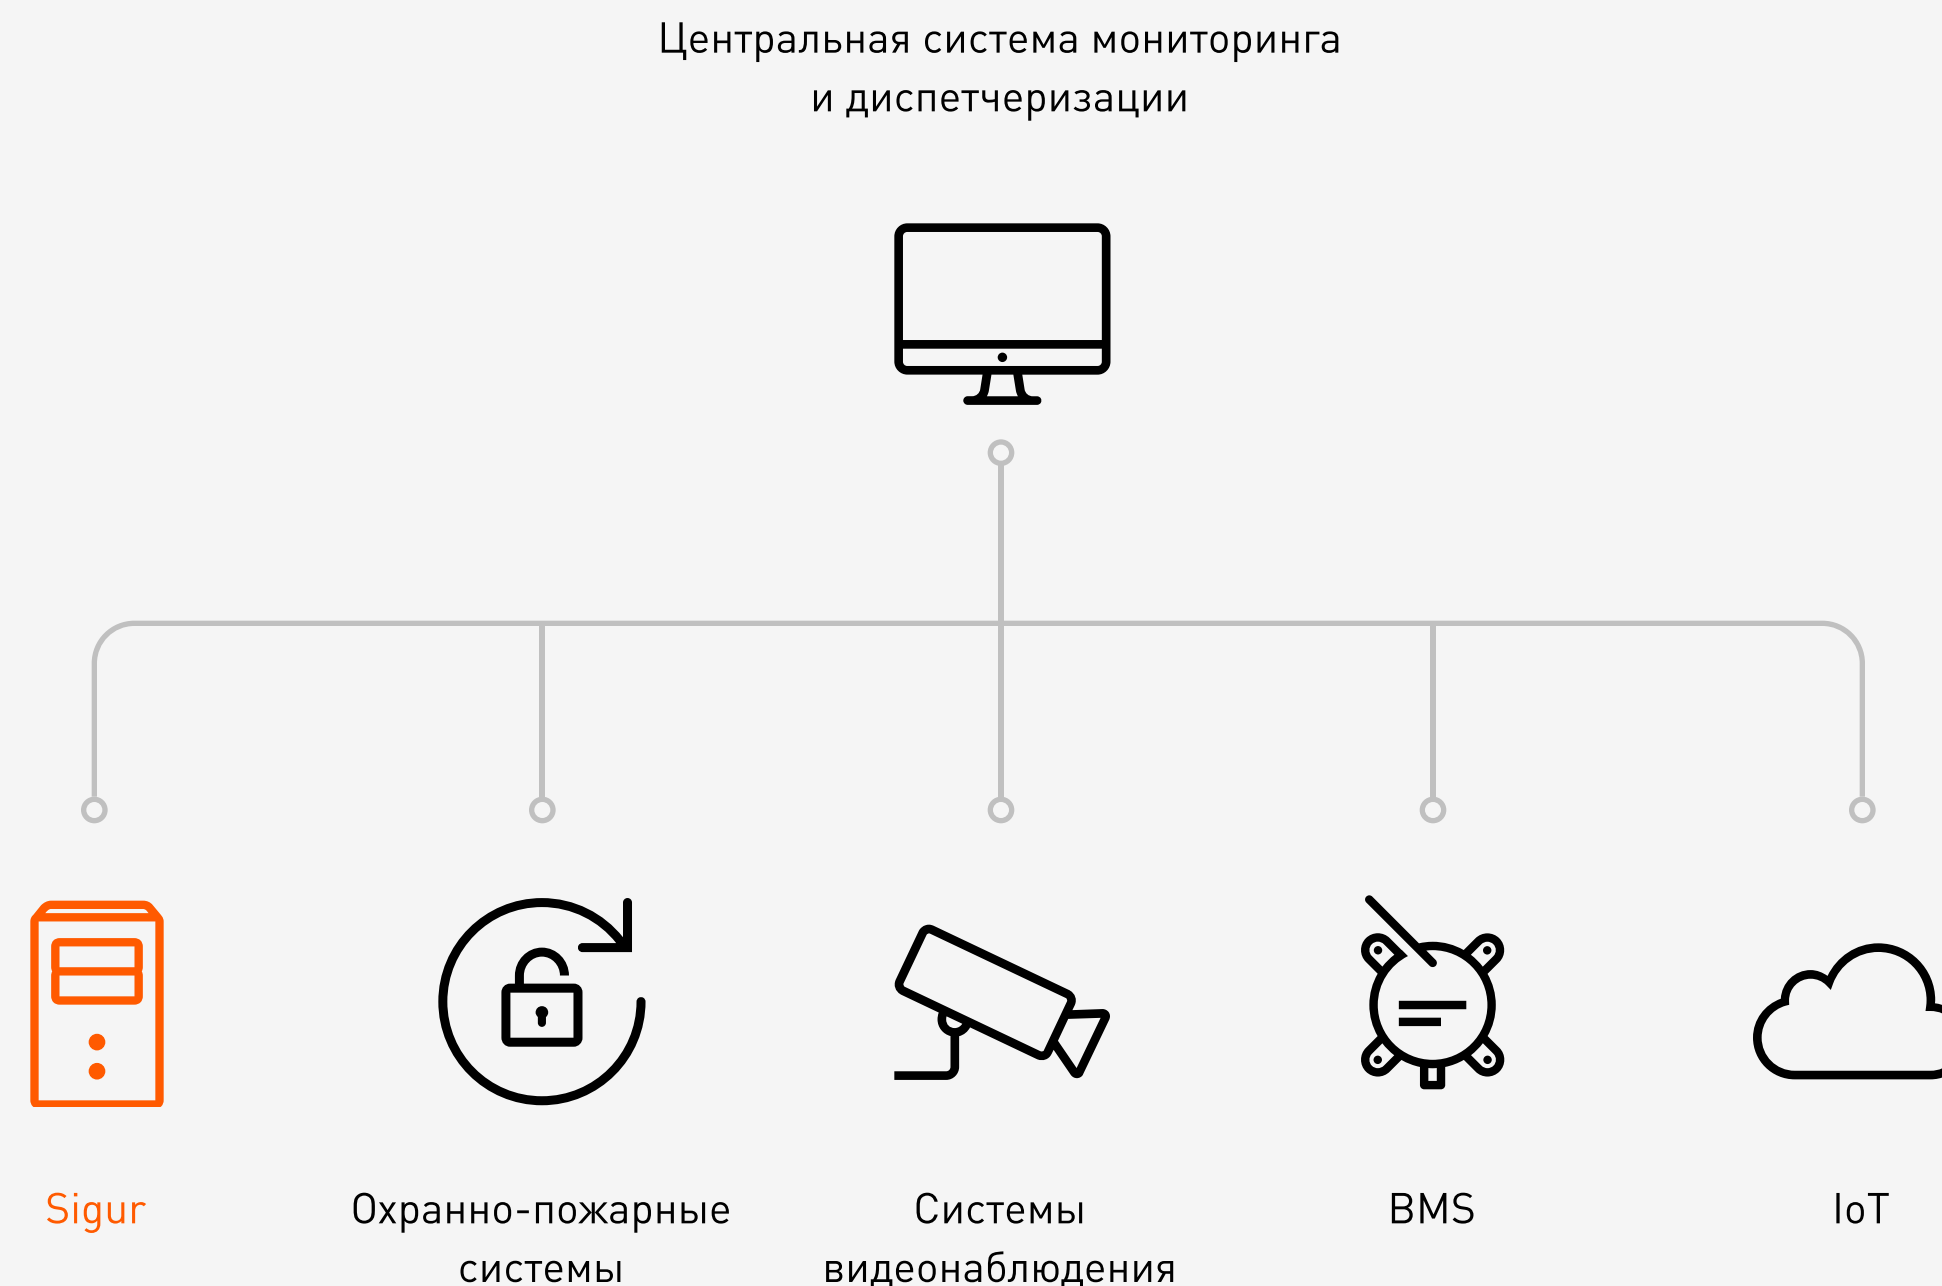 Центральная система мониторинга
и диспетчеризации
Sigur
Охранно-пожарные
системы
Системы
видеонаблюдения
BMS
IoT